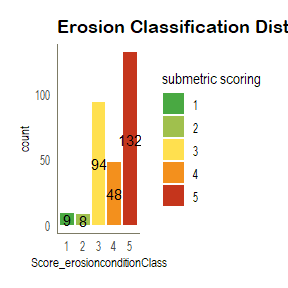 Erosion Classification Dist
count
100
50
0
9
8
94
48
132
1 2 3 4 5
Score_erosionconditionClass
submetric scoring
1
2
3
4
5